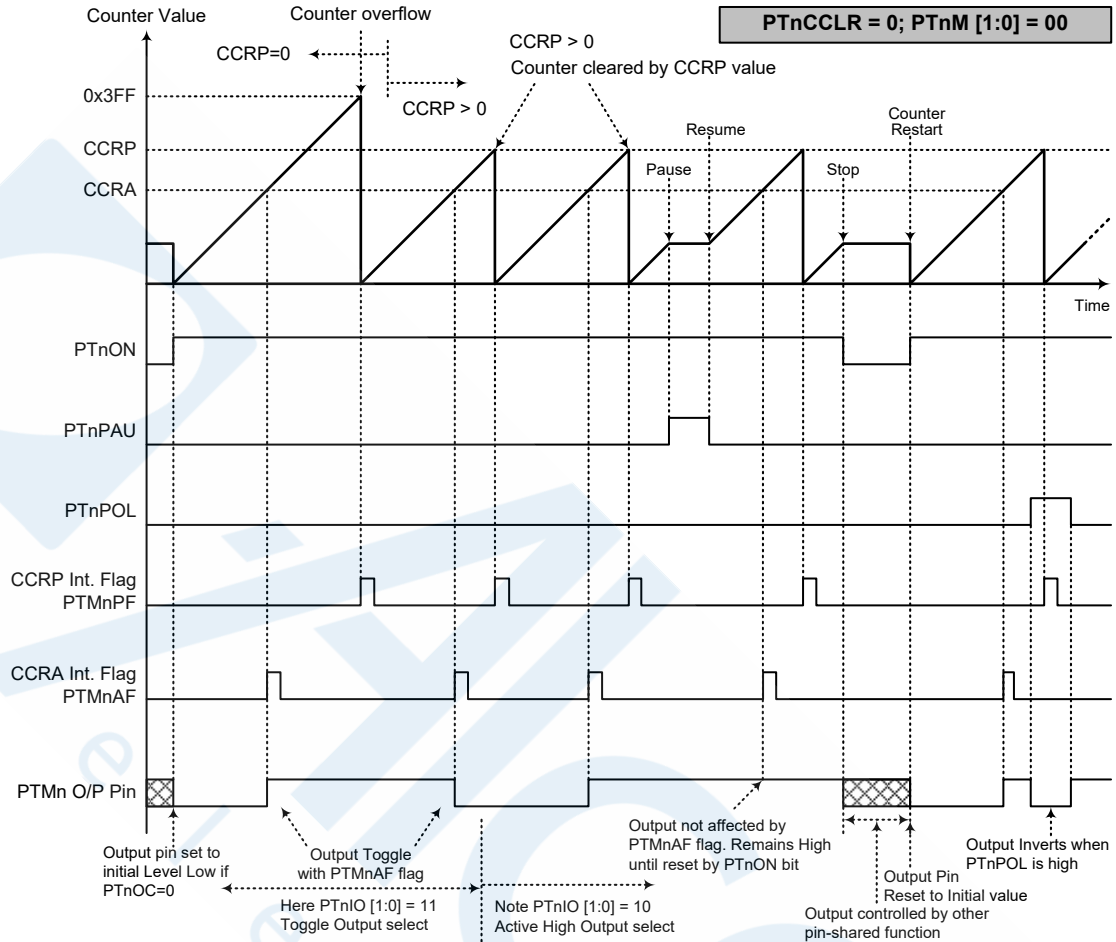 Counter Value
Counter overflow
PTnCCLR = 0; PTnM [1:0] = 00
CCRP=0
CCRP > 0
CCRP > 0
Counter cleared by CCRP value
0x3FF
CCRP
CCRA
Pause
Resume
Stop
Counter
Restart
Time
PTnON
PTnPAU
PTnPOL
CCRP Int. Flag
PTMnPF
CCRA Int. Flag
PTMnAF
PTMn O/P Pin
Output pin set to
initial Level Low if
PTnOC=0
Output Toggle
with PTMnAF flag
Here PTnIO [1:0] = 11
Toggle Output select
Note PTnIO [1:0] = 10
Active High Output select
Output not affected by
PTMnAF flag. Remains High
until reset by PTnON bit
Output Pin
Reset to Initial value
Output controlled by other
pin-shared function
Output Inverts when
PTnPOL is high